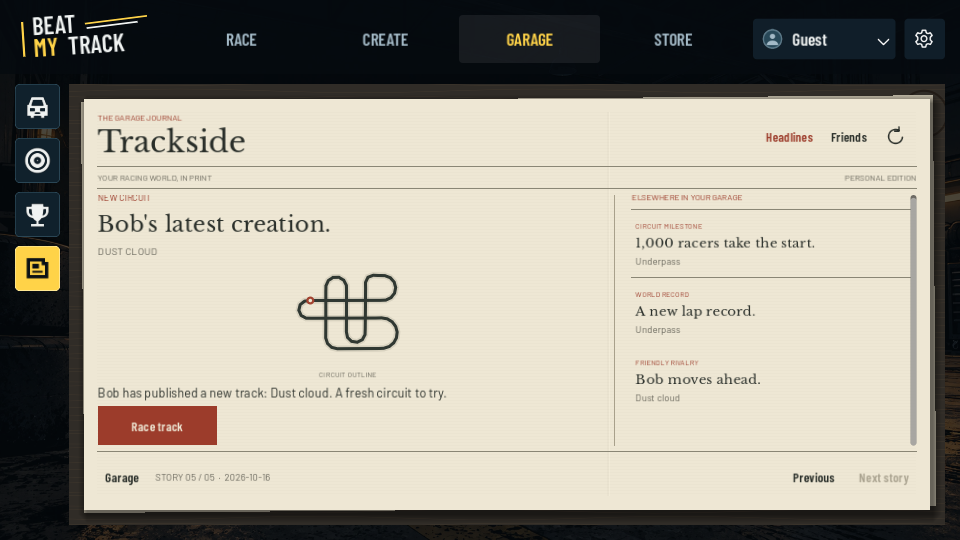 BEAT
MY TRACK
RACE
CREATE
GARAGE
STORE
Guest
THE GARAGE JOURNAL
Trackside
Headlines
Friends
YOUR RACING WORLD, IN PRINT
PERSONAL EDITION
NEW CIRCUIT
Bob's latest creation.
DUST CLOUD
CIRCUIT OUTLINE
Bob has published a new track: Dust cloud. A fresh circuit to try.
Race track
ELSEWHERE IN YOUR GARAGE
CIRCUIT MILESTONE
1,000 racers take the start.
Underpass
WORLD RECORD
A new lap record.
Underpass
FRIENDLY RIVALRY
Bob moves ahead.
Dust cloud
Garage
STORY 05 / 05 · 2026-10-16
Previous
Next story